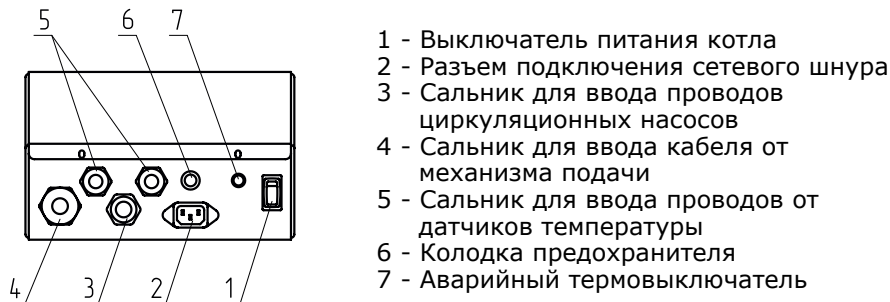 5 6 7
1 - Выключатель питания котла
2 - Разъем подключения сетевого шнура
3 - Сальник для ввода проводов
циркуляционных насосов
4 - Сальник для ввода кабеля от
механизма подачи
5 - Сальник для ввода проводов от
датчиков температуры
6 - Колодка предохранителя
7 - Аварийный термовыключатель
4 3 2 1